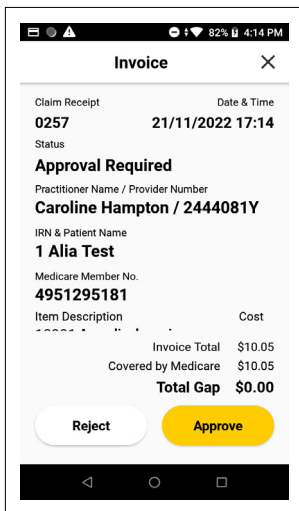 82% 4:14 PM
Invoice
Claim Receipt Date & Time
0257 21/11/2022 17:14
Status
Approval Required
Practitioner Name / Provider Number
Caroline Hampton / 2444081Y
IRN & Patient Name
1 Alia Test
Medicare Member No.
4951295181
Item Description Cost
Invoice Total $10.05
Covered by Medicare $10.05
Total Gap $0.00
Reject Approve